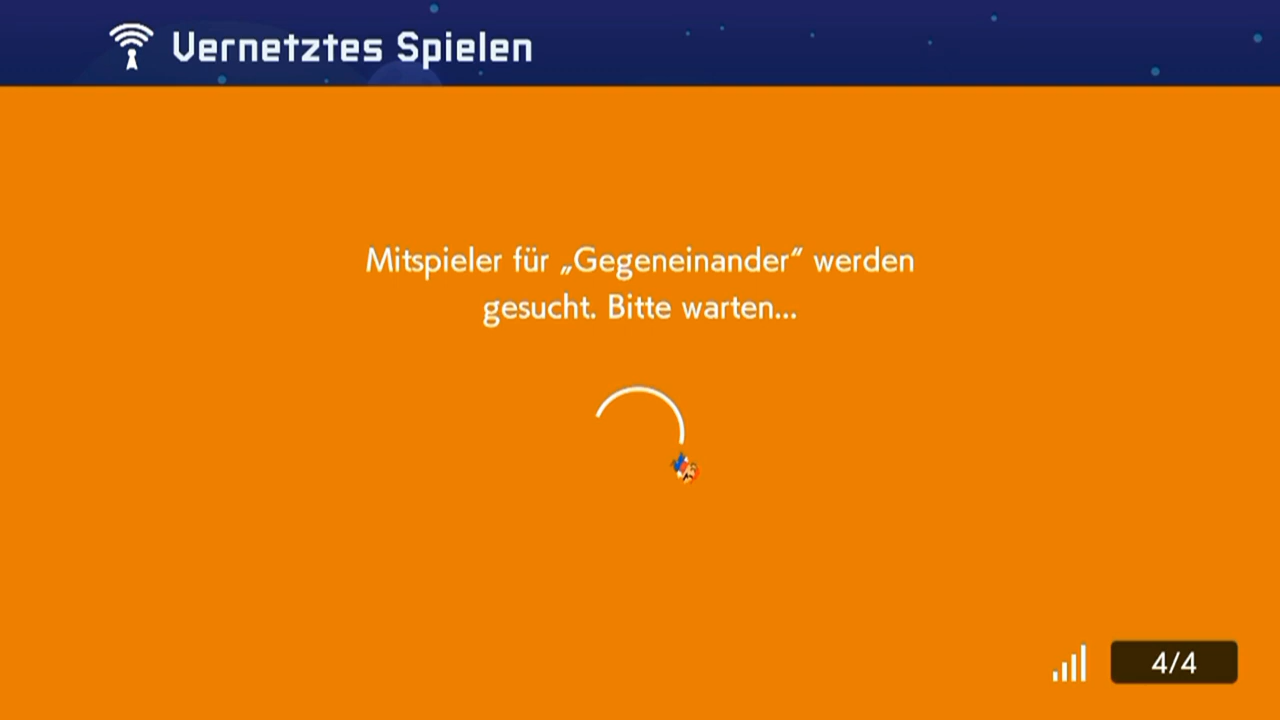 Vernetztes Spielen
Mitspieler für „Gegeneinander“ werden
gesucht. Bitte warten...
4/4